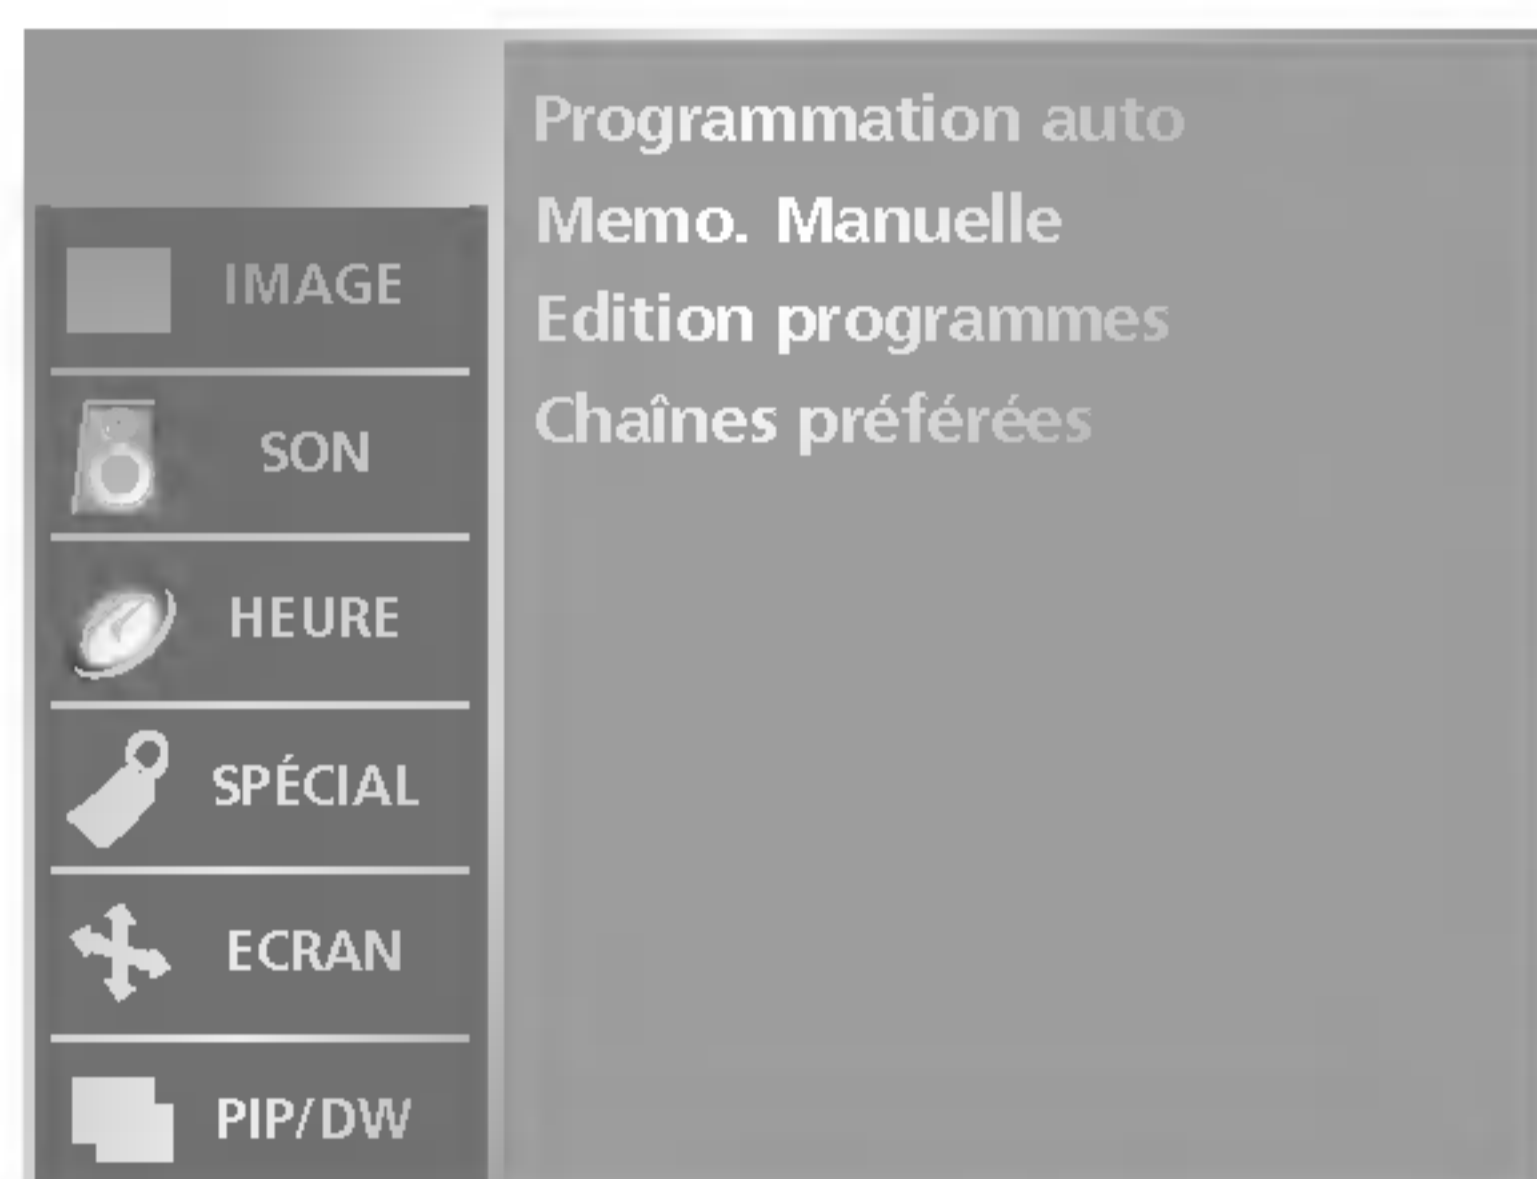 Programmation auto
Memo. Manuelle
Edition programmes
Chaînes préférées
IMAGE
SON
HEURE
SPÉCIAL
ECRAN
PIP/DW